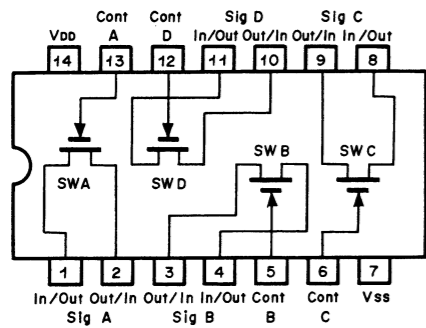 Cont Cont Sig D Sig C
VDD A D In/Out Out/In Out/In In/Out
14 13 12 11 10 9 8
SWA SWD SWB SWC
1 2 3 4 5 6 7
In/Out Out/In Out/In In/Out Cont Cont Vss
Sig A Sig B B C